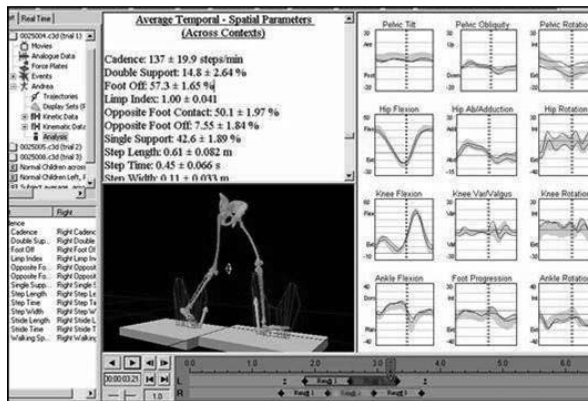 Real Time
0025004.c3d (trial 1)
Movies
Analogue Data
Force Plates
Events
Andrea
Trajectories
Display Sets (F
Kinetic Data
Kinematic Data
Analysis
0025005.c3d (trial 2)
0025008.c3d (trial 3)
Normal Children across
Normal Children Left, F
Average Temporal - Spatial Parameters
(Across Contexts)
Cadence: 137 ± 19.9 steps/min
Double Support: 14.8 ± 2.64 %
Foot Off: 57.3 ± 1.65 %
Limp Index: 1.00 ± 0.041
Opposite Foot Contact: 50.1 ± 1.97 %
Opposite Foot Off: 7.55 ± 1.84 %
Single Support: 42.6 ± 1.89 %
Step Length: 0.61 ± 0.082 m
Step Time: 0.45 ± 0.066 s
Step Width: 0.11 ± 0.033 m
Right
Cadence Right Cadenc
Double Sup... Right Double
Foot Off Right Foot Of
Limp Index Right Limp In
Opposite Fo... Right Opposit
Opposite Fo... Right Opposit
Single Supp... Right Single
Step Length Right Step Le
Step Time Right Step Ti
Step Width Right Step W
Stride Length Right Stride L
Stride Time Right Stride T
Walking Sp... Right Walkin
Pelvic Tilt Pelvic Obliquity Pelvic Rotation
Hip Flexion Hip Ab/Adduction Hip Rotation
Knee Flexion Knee Var/Valgus Knee Rotation
Ankle Flexion Foot Progression Ankle Rotation
0.0 1.0 2.0 3.0 4.0 5.0 6.0
00:00:03.21
1.0
L
R